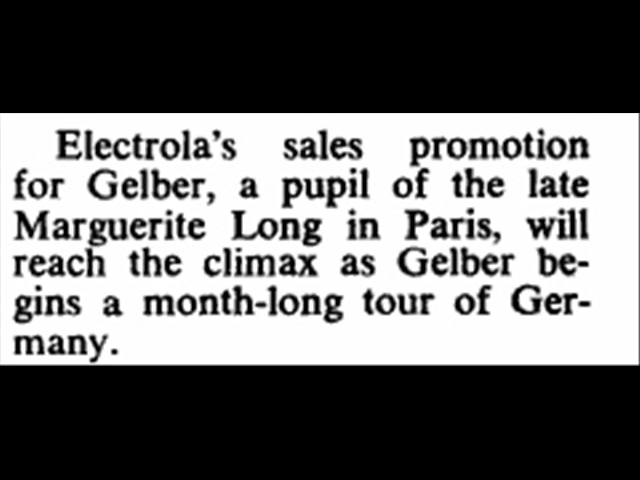 Electrola's sales promotion
for Gelber, a pupil of the late
Marguerite Long in Paris, will
reach the climax as Gelber be-
gins a month-long tour of Ger-
many.